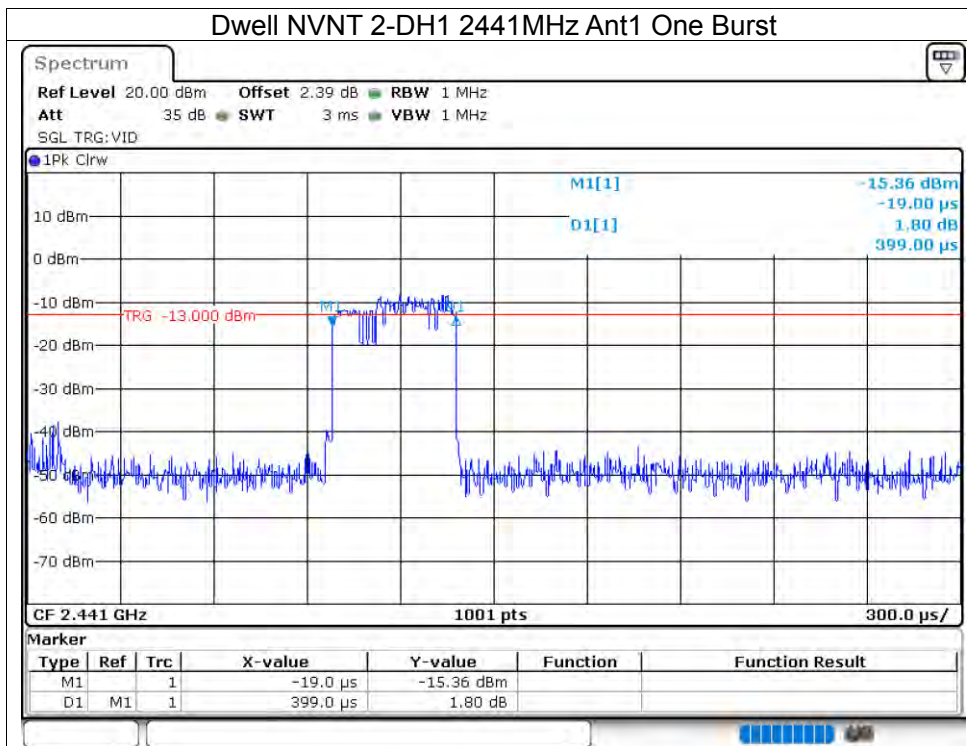 Dwell NVNT 2-DH1 2441MHz Ant1 One Burst
Spectrum
Ref Level 20.00 dBm Offset 2.39 dB RBW 1 MHz
Att 35 dB SWT 3 ms VBW 1 MHz
SGL TRG:VID
1Pk Clrw
M1[1] -15.36 dBm
-19.00 µs
10 dBm
D1[1] 1.80 dB
399.00 µs
0 dBm
-10 dBm
M1 D1
TRG -13.000 dBm
-20 dBm
-30 dBm
-40 dBm
-50 dBm
-60 dBm
-70 dBm
CF 2.441 GHz 1001 pts 300.0 µs/
Marker
Type Ref Trc X-value Y-value Function Function Result
M1 1 -19.0 µs -15.36 dBm
D1 M1 1 399.0 µs 1.80 dB